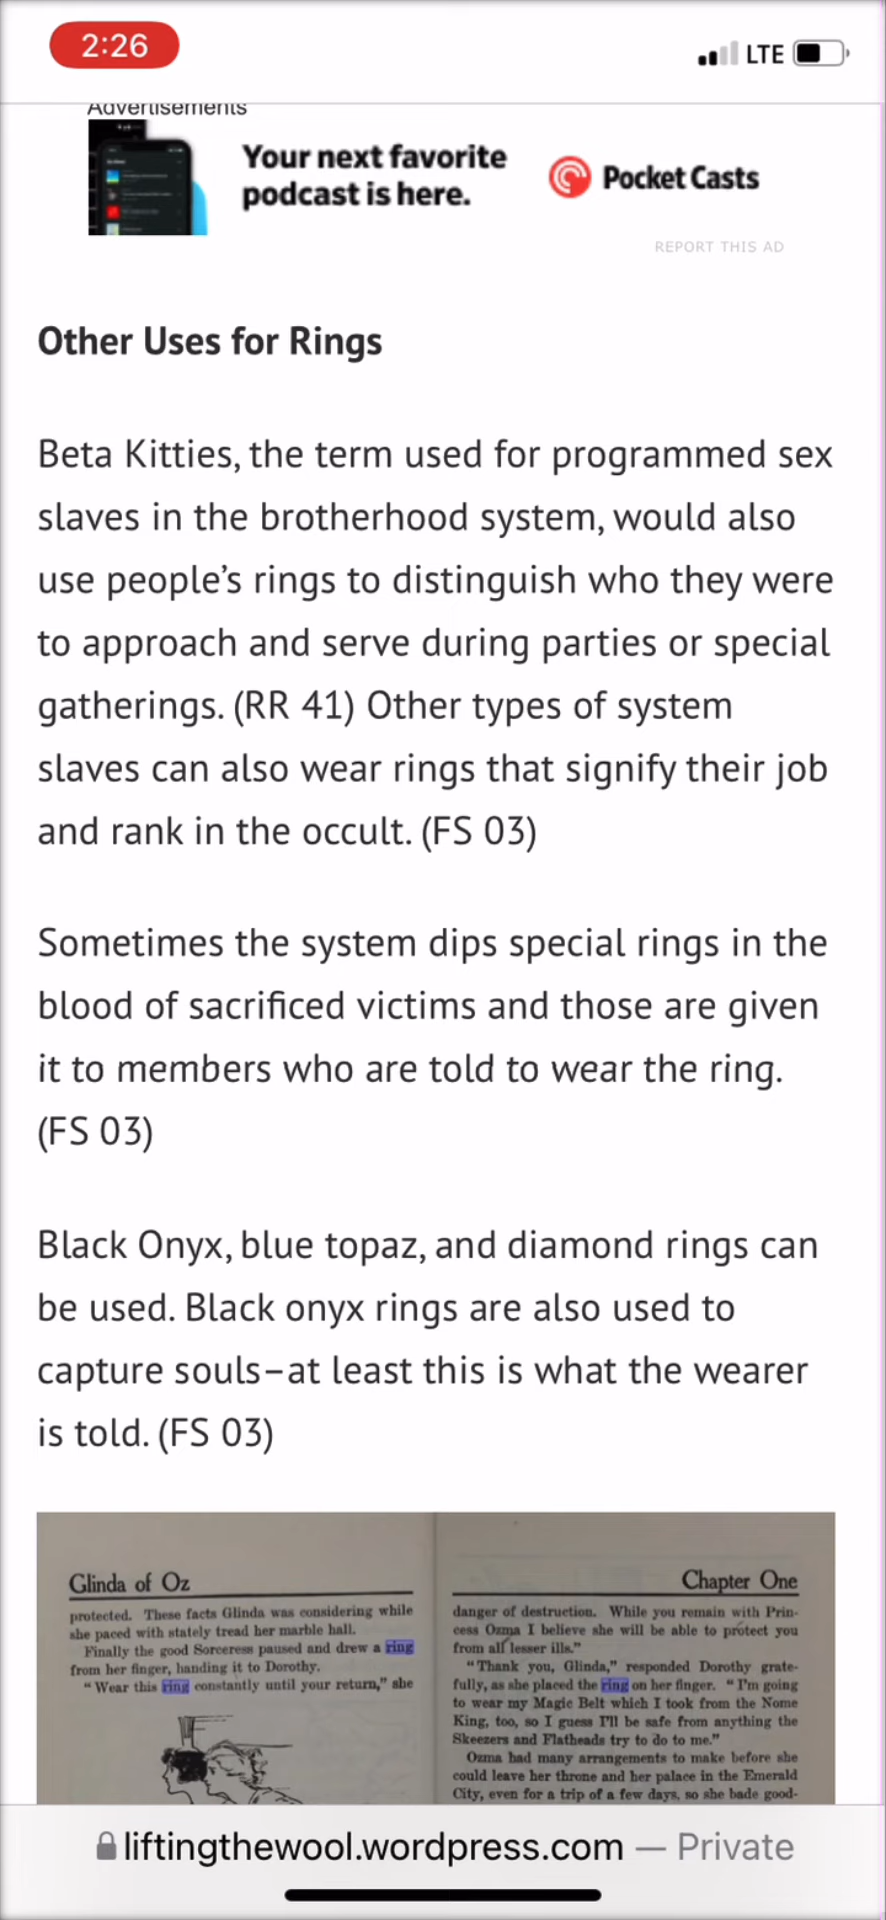 2:26
LTE
Advertisements
Your next favorite
podcast is here.
Pocket Casts
REPORT THIS AD
Other Uses for Rings
Beta Kitties, the term used for programmed sex
slaves in the brotherhood system, would also
use people’s rings to distinguish who they were
to approach and serve during parties or special
gatherings. (RR 41) Other types of system
slaves can also wear rings that signify their job
and rank in the occult. (FS 03)
Sometimes the system dips special rings in the
blood of sacrificed victims and those are given
it to members who are told to wear the ring.
(FS 03)
Black Onyx, blue topaz, and diamond rings can
be used. Black onyx rings are also used to
capture souls–at least this is what the wearer
is told. (FS 03)
Glinda of Oz
protected. These facts Glinda was considering while
she paced with stately tread her marble hall.
Finally the good Sorceress paused and drew a ring
from her finger, handing it to Dorothy.
“Wear this ring constantly until your return,” she
Chapter One
danger of destruction. While you remain with Prin-
cess Ozma I believe she will be able to protect you
from all lesser ills.”
“Thank you, Glinda,” responded Dorothy grate-
fully, as she placed the ring on her finger. “I’m going
to wear my Magic Belt which I took from the Nome
King, too, so I guess I’ll be safe from anything the
Skeezers and Flatheads try to do to me.”
Ozma had many arrangements to make before she
could leave her throne and her palace in the Emerald
City, even for a trip of a few days, so she bade good-
liftingthewool.wordpress.com — Private